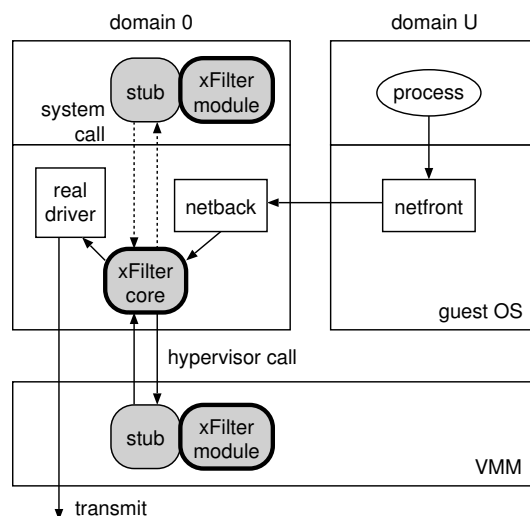 domain 0
domain U
stub
xFilter
module
process
system
call
real
driver
netback
netfront
xFilter
core
guest OS
hypervisor call
stub
xFilter
module
VMM
transmit